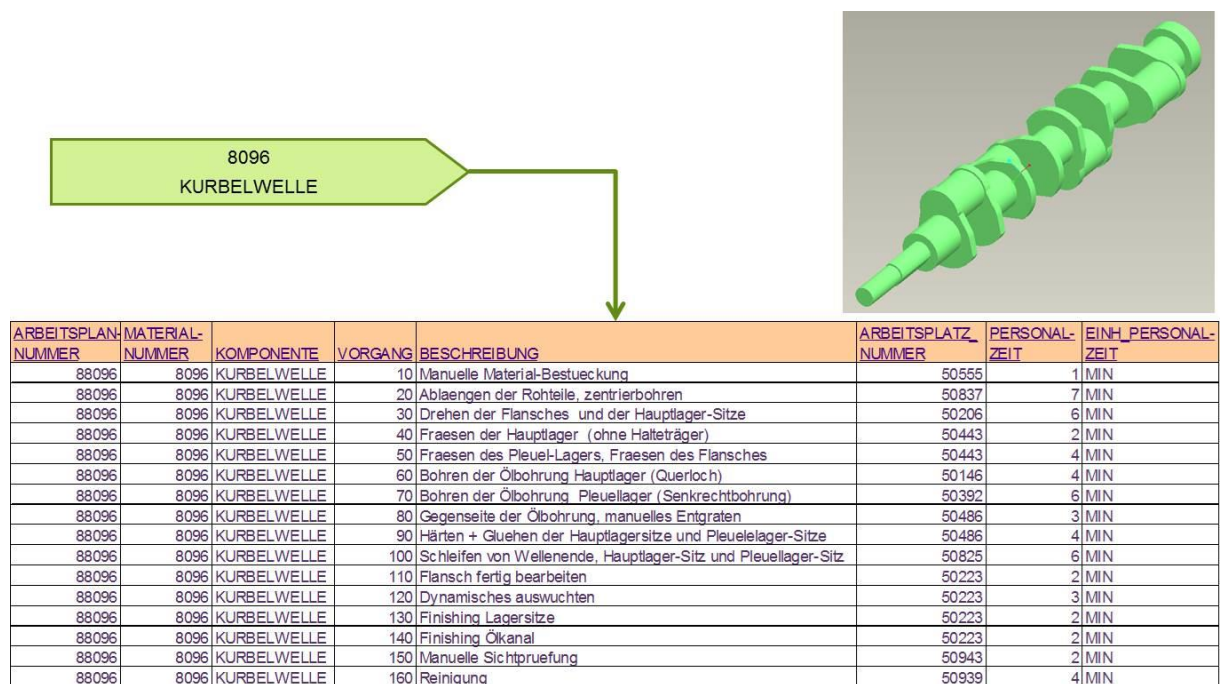 8096
KURBELWELLE
ARBEITSPLAN- MATERIAL- ARBEITSPLATZ_ PERSONAL- EINH_PERSONAL-
NUMMER NUMMER KOMPONENTE VORGANG BESCHREIBUNG NUMMER ZEIT ZEIT
88096 8096 KURBELWELLE 10 Manuelle Material-Bestueckung 50555 1 MIN
88096 8096 KURBELWELLE 20 Ablaengen der Rohteile, zentrierbohren 50837 7 MIN
88096 8096 KURBELWELLE 30 Drehen der Flansches und der Hauptlager-Sitze 50206 6 MIN
88096 8096 KURBELWELLE 40 Fraesen der Hauptlager (ohne Halteträger) 50443 2 MIN
88096 8096 KURBELWELLE 50 Fraesen des Pleuel-Lagers, Fraesen des Flansches 50443 4 MIN
88096 8096 KURBELWELLE 60 Bohren der Ölbohrung Hauptlager (Querloch) 50146 4 MIN
88096 8096 KURBELWELLE 70 Bohren der Ölbohrung Pleuellager (Senkrechtbohrung) 50392 6 MIN
88096 8096 KURBELWELLE 80 Gegenseite der Ölbohrung, manuelles Entgraten 50486 3 MIN
88096 8096 KURBELWELLE 90 Härten + Gluehen der Hauptlagersitze und Pleuelelager-Sitze 50486 4 MIN
88096 8096 KURBELWELLE 100 Schleifen von Wellenende, Hauptlager-Sitz und Pleuellager-Sitz 50825 6 MIN
88096 8096 KURBELWELLE 110 Flansch fertig bearbeiten 50223 2 MIN
88096 8096 KURBELWELLE 120 Dynamisches auswuchten 50223 3 MIN
88096 8096 KURBELWELLE 130 Finishing Lagersitze 50223 2 MIN
88096 8096 KURBELWELLE 140 Finishing Ölkanal 50223 2 MIN
88096 8096 KURBELWELLE 150 Manuelle Sichtpruefung 50943 2 MIN
88096 8096 KURBELWELLE 160 Reinigung 50939 4 MIN